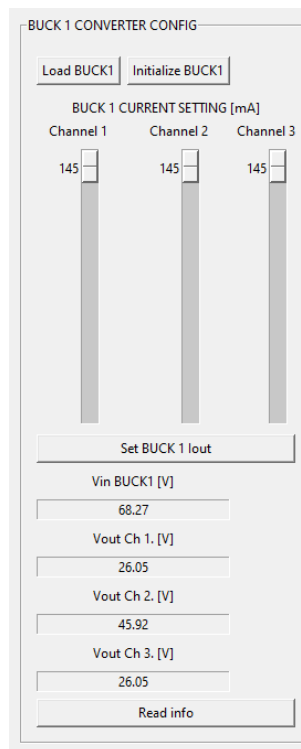 BUCK 1 CONVERTER CONFIG
Load BUCK1 Initialize BUCK1
BUCK 1 CURRENT SETTING [mA]
Channel 1 Channel 2 Channel 3
145 145 145
Set BUCK 1 Iout
Vin BUCK1 [V]
68.27
Vout Ch 1. [V]
26.05
Vout Ch 2. [V]
45.92
Vout Ch 3. [V]
26.05
Read info